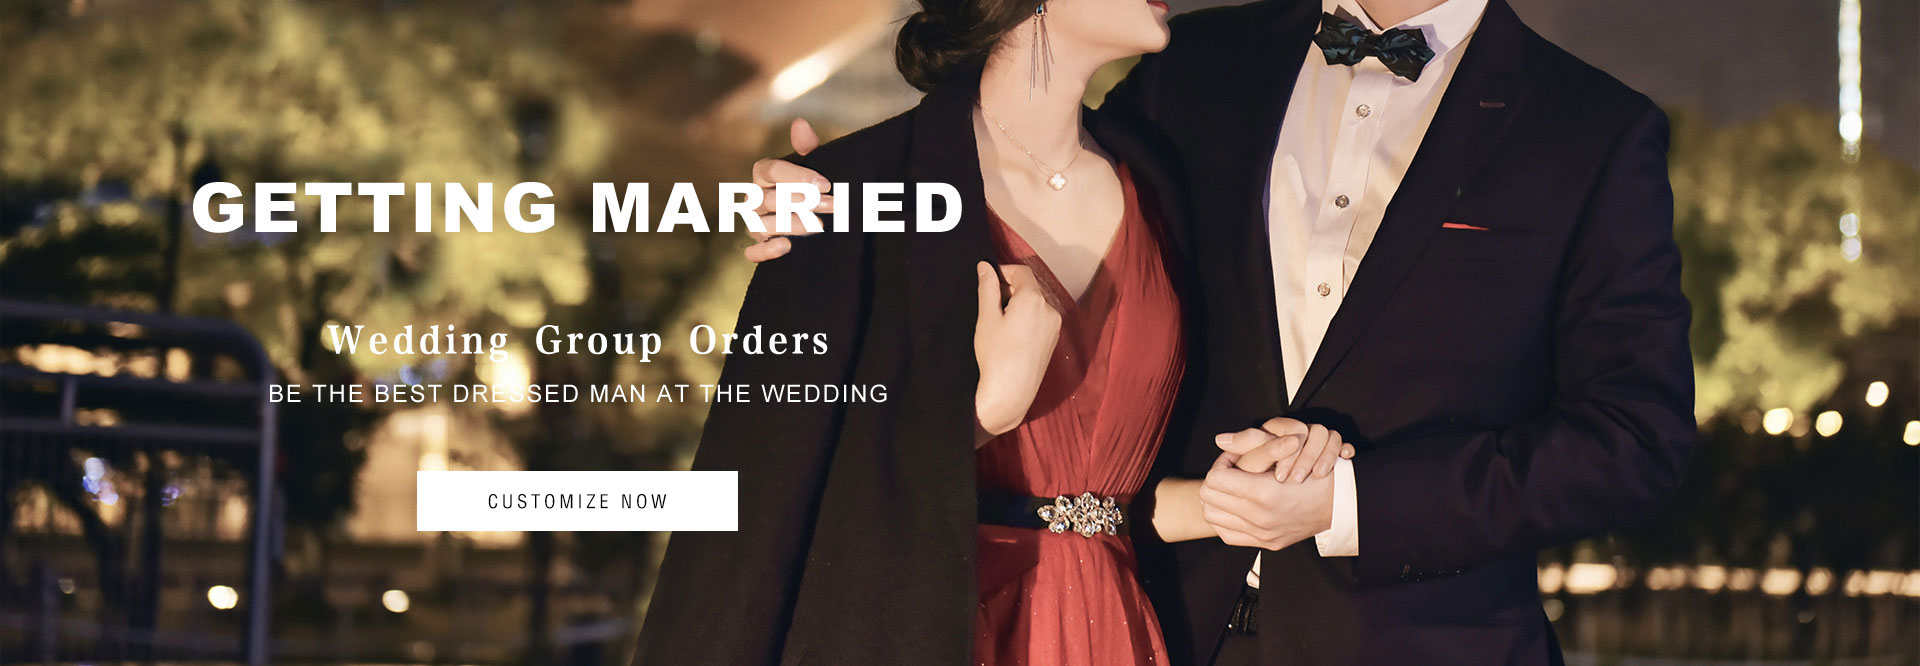 GETTING MARRIED
Wedding Group Orders
BE THE BEST DRESSED MAN AT THE WEDDING
CUSTOMIZE NOW